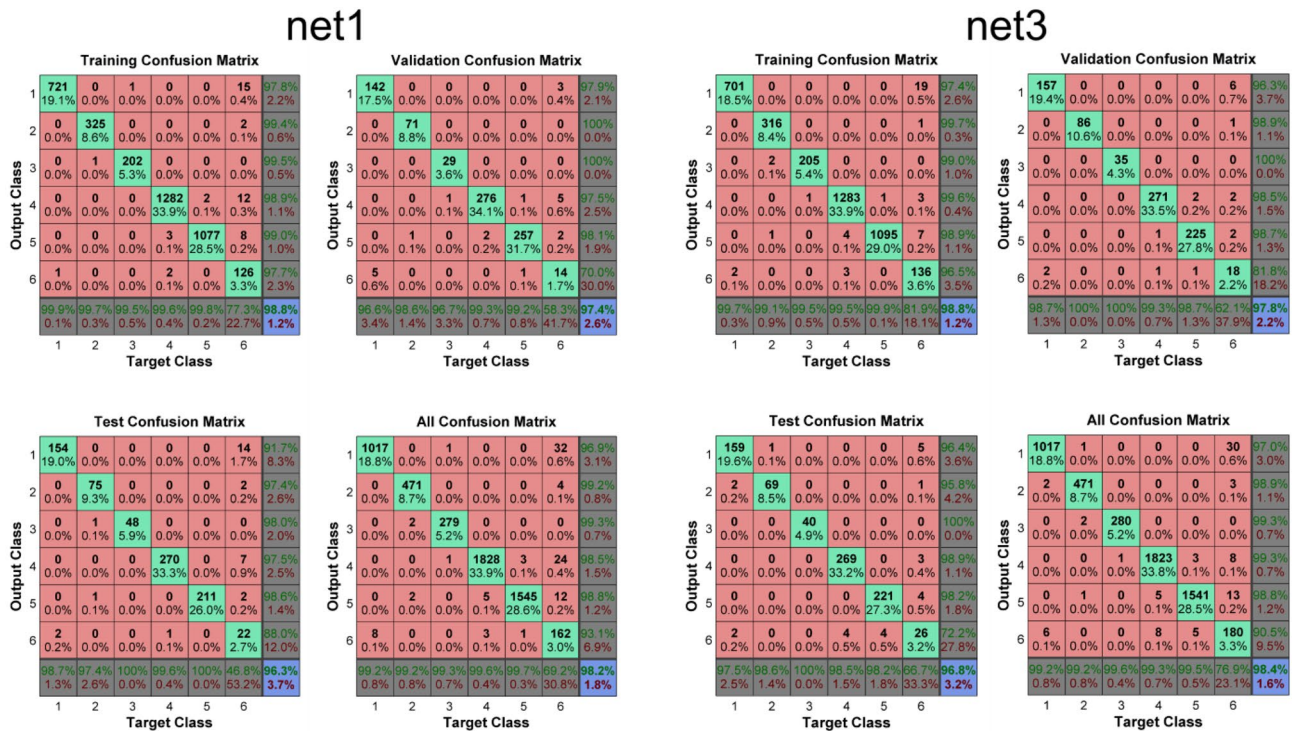 net1
net3
Training Confusion Matrix
Output Class
1 721 0 1 0 0 15 97.8%
19.1% 0.0% 0.0% 0.0% 0.0% 0.4% 2.2%
2 0 325 0 0 0 2 99.4%
0.0% 8.6% 0.0% 0.0% 0.0% 0.1% 0.6%
3 0 1 202 0 0 0 99.5%
0.0% 0.0% 5.3% 0.0% 0.0% 0.0% 0.5%
4 0 0 0 1282 2 12 98.9%
0.0% 0.0% 0.0% 33.9% 0.1% 0.3% 1.1%
5 0 0 0 3 1077 8 99.0%
0.0% 0.0% 0.0% 0.1% 28.5% 0.2% 1.0%
6 1 0 0 2 0 126 97.7%
0.0% 0.0% 0.0% 0.1% 0.0% 3.3% 2.3%
99.9% 99.7% 99.5% 99.6% 99.8% 77.3% 98.8%
0.1% 0.3% 0.5% 0.4% 0.2% 22.7% 1.2%
1 2 3 4 5 6
Target Class
Validation Confusion Matrix
Output Class
1 142 0 0 0 0 3 97.9%
17.5% 0.0% 0.0% 0.0% 0.0% 0.4% 2.1%
2 0 71 0 0 0 0 100%
0.0% 8.8% 0.0% 0.0% 0.0% 0.0% 0.0%
3 0 0 29 0 0 0 100%
0.0% 0.0% 3.6% 0.0% 0.0% 0.0% 0.0%
4 0 0 1 276 1 5 97.5%
0.0% 0.0% 0.1% 34.1% 0.1% 0.6% 2.5%
5 0 1 0 2 257 2 98.1%
0.0% 0.1% 0.0% 0.2% 31.7% 0.2% 1.9%
6 5 0 0 0 1 14 70.0%
0.6% 0.0% 0.0% 0.0% 0.1% 1.7% 30.0%
96.6% 98.6% 96.7% 99.3% 99.2% 58.3% 97.4%
3.4% 1.4% 3.3% 0.7% 0.8% 41.7% 2.6%
1 2 3 4 5 6
Target Class
Training Confusion Matrix
Output Class
1 701 0 0 0 0 19 97.4%
18.5% 0.0% 0.0% 0.0% 0.0% 0.5% 2.6%
2 0 316 0 0 0 1 99.7%
0.0% 8.4% 0.0% 0.0% 0.0% 0.0% 0.3%
3 0 2 205 0 0 0 99.0%
0.0% 0.1% 5.4% 0.0% 0.0% 0.0% 1.0%
4 0 0 1 1283 1 3 99.6%
0.0% 0.0% 0.0% 33.9% 0.0% 0.1% 0.4%
5 0 1 0 4 1095 7 98.9%
0.0% 0.0% 0.0% 0.1% 29.0% 0.2% 1.1%
6 2 0 0 3 0 136 96.5%
0.1% 0.0% 0.0% 0.1% 0.0% 3.6% 3.5%
99.7% 99.1% 99.5% 99.5% 99.9% 81.9% 98.8%
0.3% 0.9% 0.5% 0.5% 0.1% 18.1% 1.2%
1 2 3 4 5 6
Target Class
Validation Confusion Matrix
Output Class
1 157 0 0 0 0 6 96.3%
19.4% 0.0% 0.0% 0.0% 0.0% 0.7% 3.7%
2 0 86 0 0 0 1 98.9%
0.0% 10.6% 0.0% 0.0% 0.0% 0.1% 1.1%
3 0 0 35 0 0 0 100%
0.0% 0.0% 4.3% 0.0% 0.0% 0.0% 0.0%
4 0 0 0 271 2 2 98.5%
0.0% 0.0% 0.0% 33.5% 0.2% 0.2% 1.5%
5 0 0 0 1 225 2 98.7%
0.0% 0.0% 0.0% 0.1% 27.8% 0.2% 1.3%
6 2 0 0 1 1 18 81.8%
0.2% 0.0% 0.0% 0.1% 0.1% 2.2% 18.2%
98.7% 100% 100% 99.3% 98.7% 62.1% 97.8%
1.3% 0.0% 0.0% 0.7% 1.3% 37.9% 2.2%
1 2 3 4 5 6
Target Class
Test Confusion Matrix
Output Class
1 154 0 0 0 0 14 91.7%
19.0% 0.0% 0.0% 0.0% 0.0% 1.7% 8.3%
2 0 75 0 0 0 2 97.4%
0.0% 9.3% 0.0% 0.0% 0.0% 0.2% 2.6%
3 0 1 48 0 0 0 98.0%
0.0% 0.1% 5.9% 0.0% 0.0% 0.0% 2.0%
4 0 0 0 270 0 7 97.5%
0.0% 0.0% 0.0% 33.3% 0.0% 0.9% 2.5%
5 0 1 0 0 211 2 98.6%
0.0% 0.1% 0.0% 0.0% 26.0% 0.2% 1.4%
6 2 0 0 1 0 22 88.0%
0.2% 0.0% 0.0% 0.1% 0.0% 2.7% 12.0%
98.7% 97.4% 100% 99.6% 100% 46.8% 96.3%
1.3% 2.6% 0.0% 0.4% 0.0% 53.2% 3.7%
1 2 3 4 5 6
Target Class
All Confusion Matrix
Output Class
1 1017 0 1 0 0 32 96.9%
18.8% 0.0% 0.0% 0.0% 0.0% 0.6% 3.1%
2 0 471 0 0 0 4 99.2%
0.0% 8.7% 0.0% 0.0% 0.0% 0.1% 0.8%
3 0 2 279 0 0 0 99.3%
0.0% 0.0% 5.2% 0.0% 0.0% 0.0% 0.7%
4 0 0 1 1828 3 24 98.5%
0.0% 0.0% 0.0% 33.9% 0.1% 0.4% 1.5%
5 0 2 0 5 1545 12 98.8%
0.0% 0.0% 0.0% 0.1% 28.6% 0.2% 1.2%
6 8 0 0 3 1 162 93.1%
0.1% 0.0% 0.0% 0.1% 0.0% 3.0% 6.9%
99.2% 99.2% 99.3% 99.6% 99.7% 69.2% 98.2%
0.8% 0.8% 0.7% 0.4% 0.3% 30.8% 1.8%
1 2 3 4 5 6
Target Class
Test Confusion Matrix
Output Class
1 159 1 0 0 0 5 96.4%
19.6% 0.1% 0.0% 0.0% 0.0% 0.6% 3.6%
2 2 69 0 0 0 1 95.8%
0.2% 8.5% 0.0% 0.0% 0.0% 0.1% 4.2%
3 0 0 40 0 0 0 100%
0.0% 0.0% 4.9% 0.0% 0.0% 0.0% 0.0%
4 0 0 0 269 0 3 98.9%
0.0% 0.0% 0.0% 33.2% 0.0% 0.4% 1.1%
5 0 0 0 0 221 4 98.2%
0.0% 0.0% 0.0% 0.0% 27.3% 0.5% 1.8%
6 2 0 0 4 4 26 72.2%
0.2% 0.0% 0.0% 0.5% 0.5% 3.2% 27.8%
97.5% 98.6% 100% 98.5% 98.2% 66.7% 96.8%
2.5% 1.4% 0.0% 1.5% 1.8% 33.3% 3.2%
1 2 3 4 5 6
Target Class
All Confusion Matrix
Output Class
1 1017 1 0 0 0 30 97.0%
18.8% 0.0% 0.0% 0.0% 0.0% 0.6% 3.0%
2 2 471 0 0 0 3 98.9%
0.0% 8.7% 0.0% 0.0% 0.0% 0.1% 1.1%
3 0 2 280 0 0 0 99.3%
0.0% 0.0% 5.2% 0.0% 0.0% 0.0% 0.7%
4 0 0 1 1823 3 8 99.3%
0.0% 0.0% 0.0% 33.8% 0.1% 0.1% 0.7%
5 0 1 0 5 1541 13 98.8%
0.0% 0.0% 0.0% 0.1% 28.5% 0.2% 1.2%
6 6 0 0 8 5 180 90.5%
0.1% 0.0% 0.0% 0.1% 0.1% 3.3% 9.5%
99.2% 99.2% 99.6% 99.3% 99.5% 76.9% 98.4%
0.8% 0.8% 0.4% 0.7% 0.5% 23.1% 1.6%
1 2 3 4 5 6
Target Class